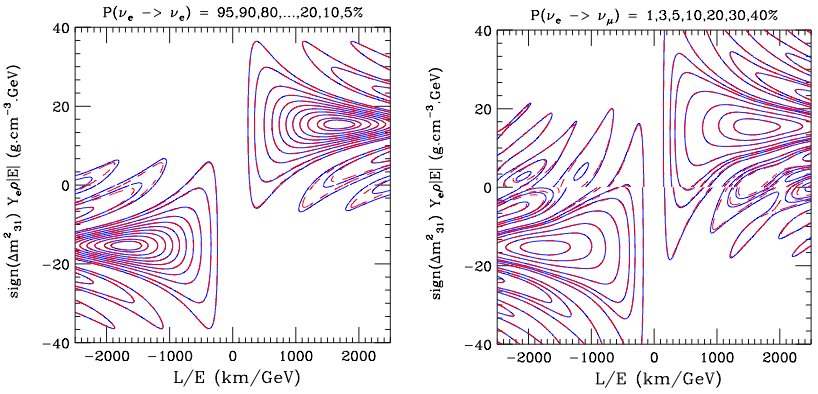 P(νe -> νe) = 95,90,80,...,20,10,5%
40
20
0
−20
−40
sign(Δm²31) Yeρ|E| (g.cm⁻³.GeV)
−2000 −1000 0 1000 2000
L/E (km/GeV)
P(νe -> νμ) = 1,3,5,10,20,30,40%
40
20
0
−20
−40
sign(Δm²31) Yeρ|E| (g.cm⁻³.GeV)
−2000 −1000 0 1000 2000
L/E (km/GeV)